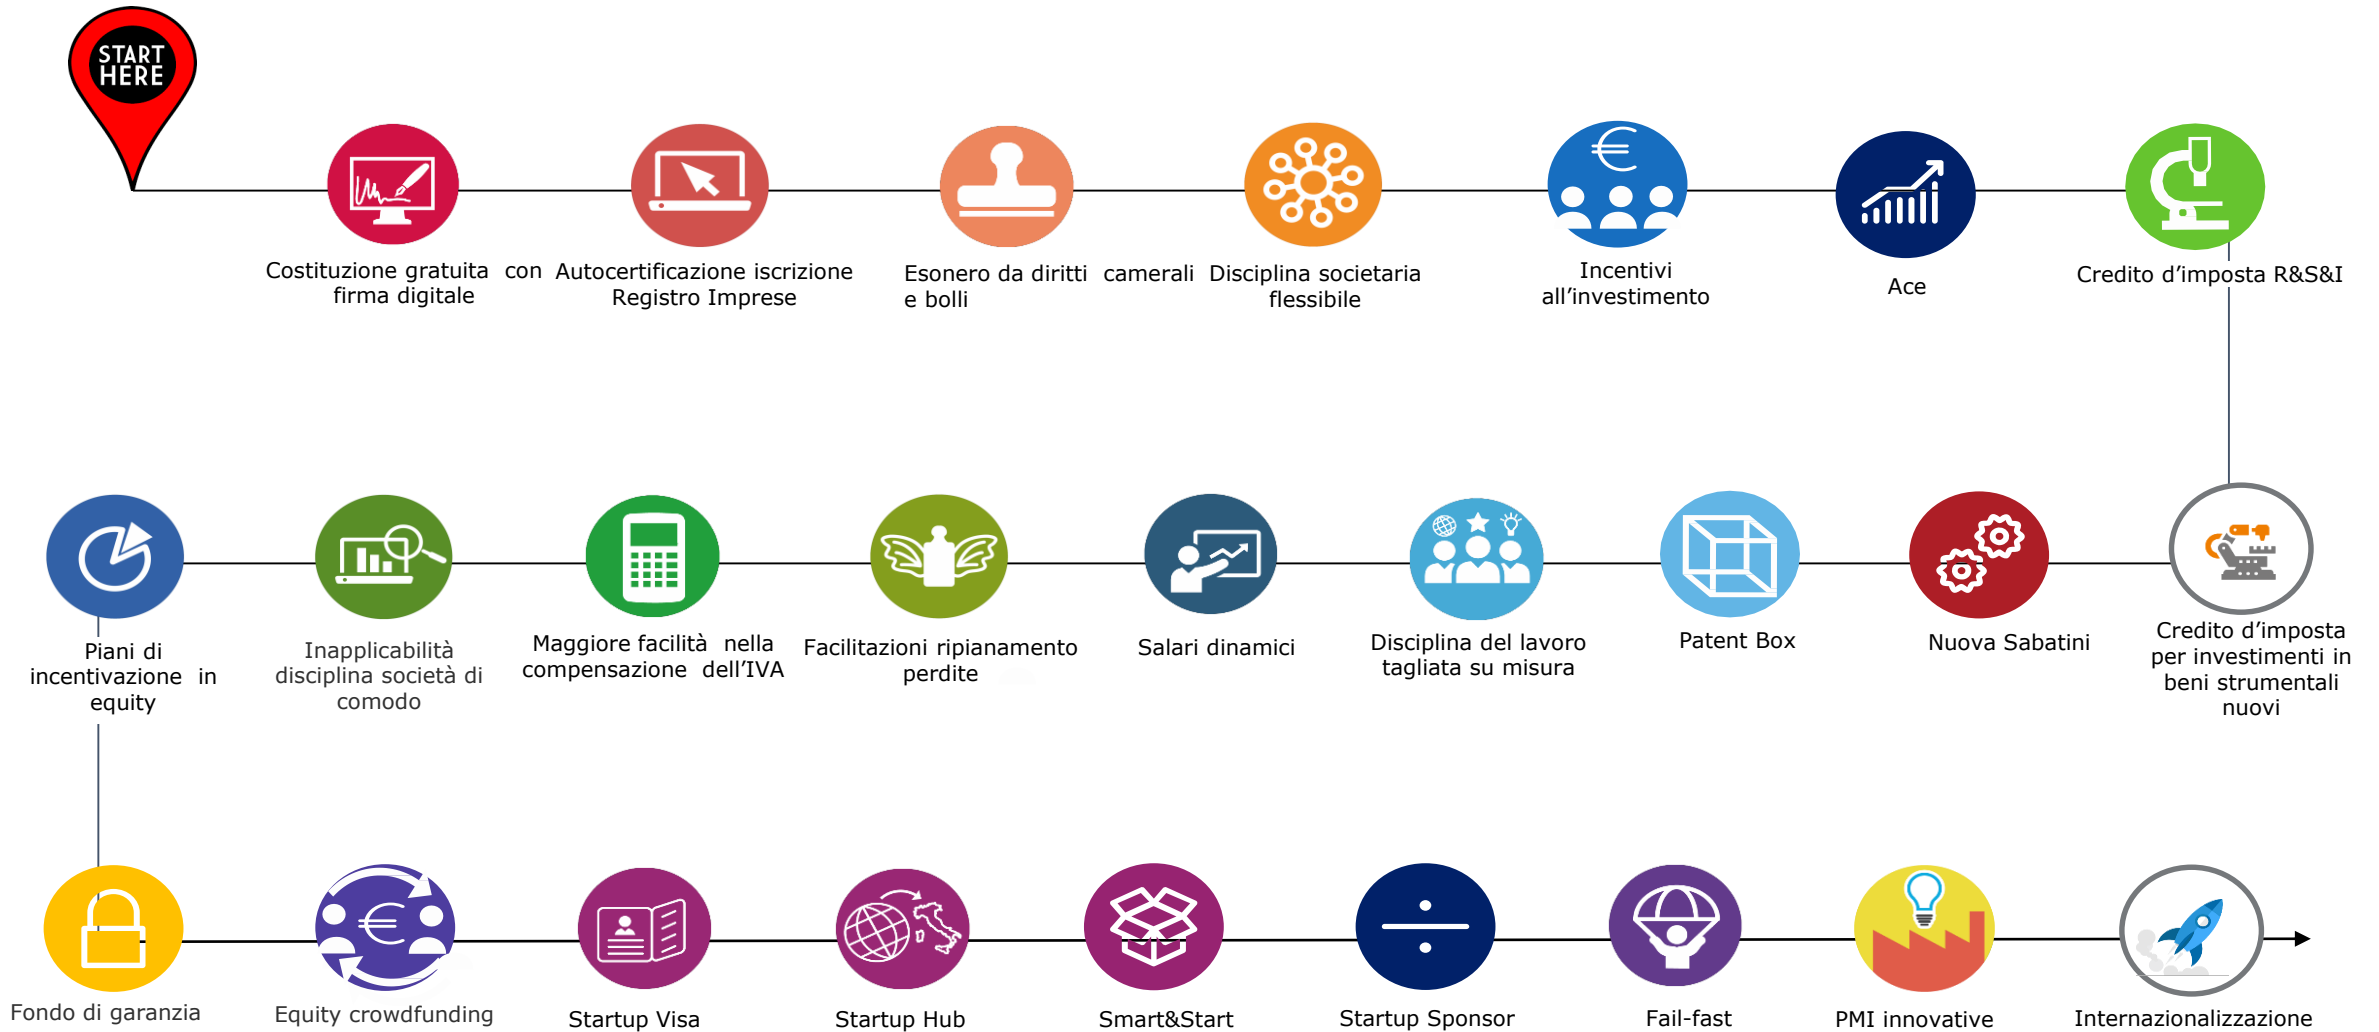 START
HERE
Costituzione gratuita con
firma digitale
Autocertificazione iscrizione
Registro Imprese
Esonero da diritti camerali
e bolli
Disciplina societaria
flessibile
Incentivi
all’investimento
Ace
Credito d’imposta R&S&I
Piani di
incentivazione in
equity
Inapplicabilità
disciplina società di
comodo
Maggiore facilità nella
compensazione dell’IVA
Facilitazioni ripianamento
perdite
Salari dinamici
Disciplina del lavoro
tagliata su misura
Patent Box
Nuova Sabatini
Credito d’imposta
per investimenti in
beni strumentali
nuovi
Fondo di garanzia
Equity crowdfunding
Startup Visa
Startup Hub
Smart&Start
Startup Sponsor
Fail-fast
PMI innovative
Internazionalizzazione